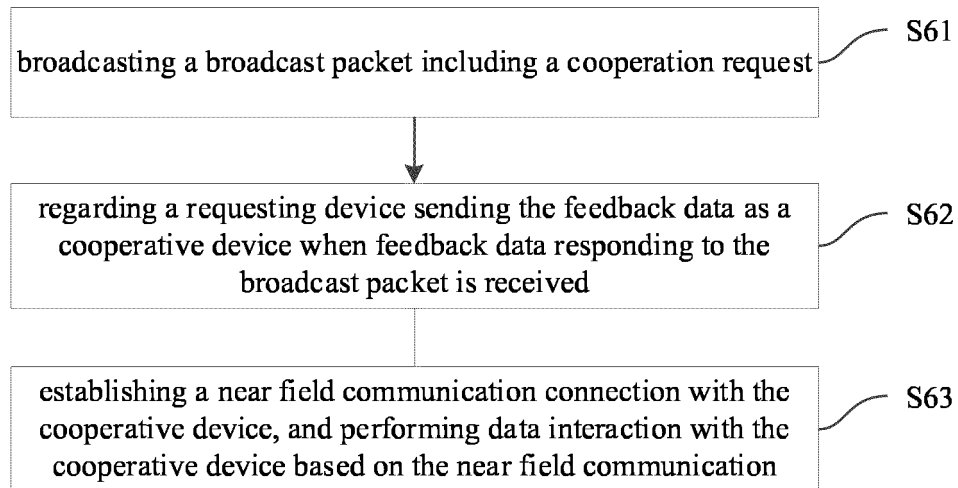 broadcasting a broadcast packet including a cooperation request
S61
regarding a requesting device sending the feedback data as a
cooperative device when feedback data responding to the
broadcast packet is received
S62
establishing a near field communication connection with the
cooperative device, and performing data interaction with the
cooperative device based on the near field communication
S63